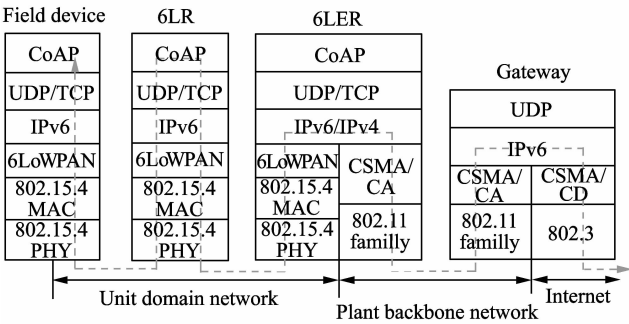 Field device
CoAP
UDP/TCP
IPv6
6LoWPAN
802.15.4
MAC
802.15.4
PHY
6LR
CoAP
UDP/TCP
IPv6
6LoWPAN
802.15.4
MAC
802.15.4
PHY
6LER
CoAP
UDP/TCP
IPv6/IPv4
6LoWPAN
802.15.4
MAC
802.15.4
PHY
CSMA/
CA
802.11
familly
Gateway
UDP
IPv6
CSMA/
CA
802.11
familly
CSMA/
CD
802.3
Unit domain network
Plant backbone network
Internet